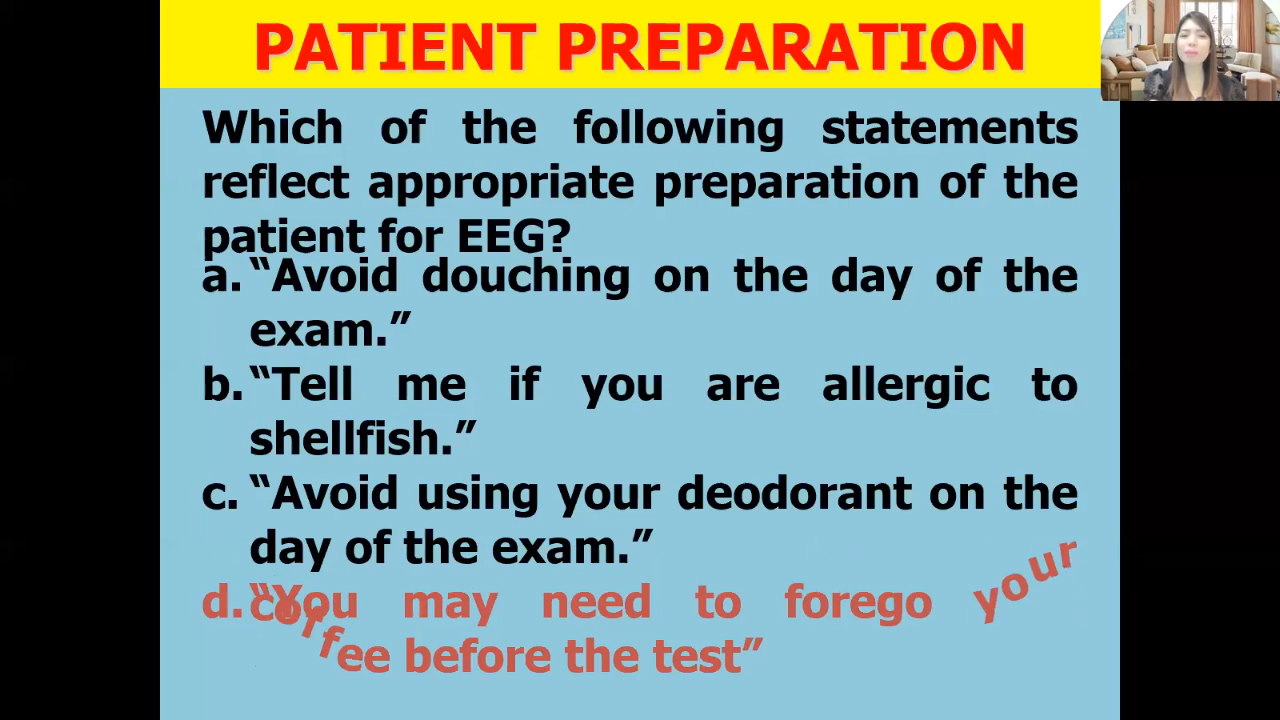 PATIENT PREPARATION
Which of the following statements
reflect appropriate preparation of the
patient for EEG?
a. “Avoid douching on the day of the
exam.”
b. “Tell me if you are allergic to
shellfish.”
c. “Avoid using your deodorant on the
day of the exam.”
d. “You may need to forego your
coffee before the test”